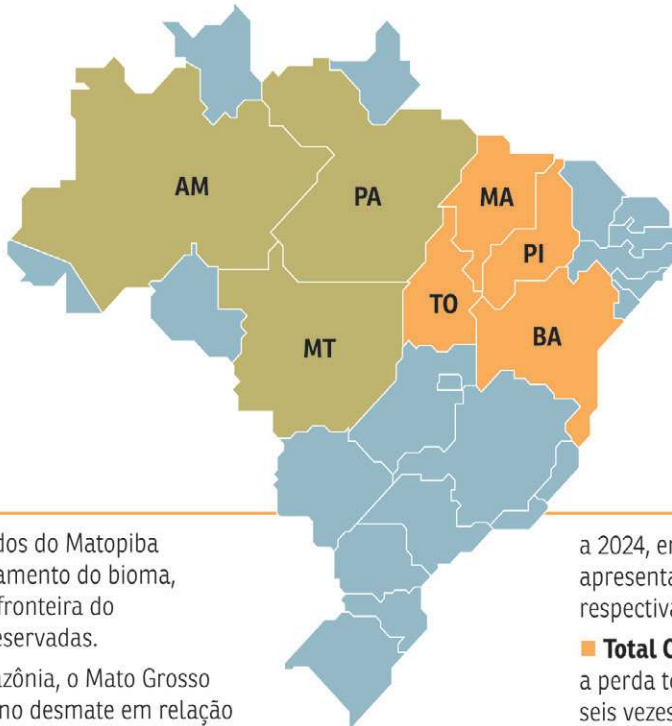 AM
PA
MA
PI
TO
MT
BA
dos do Matopiba
amento do bioma,
fronteira do
eservadas.
azônia, o Mato Grosso
no desmate em relação
a 2024, en
apresenta
respectiva
■ Total C
a perda to
seis vezes